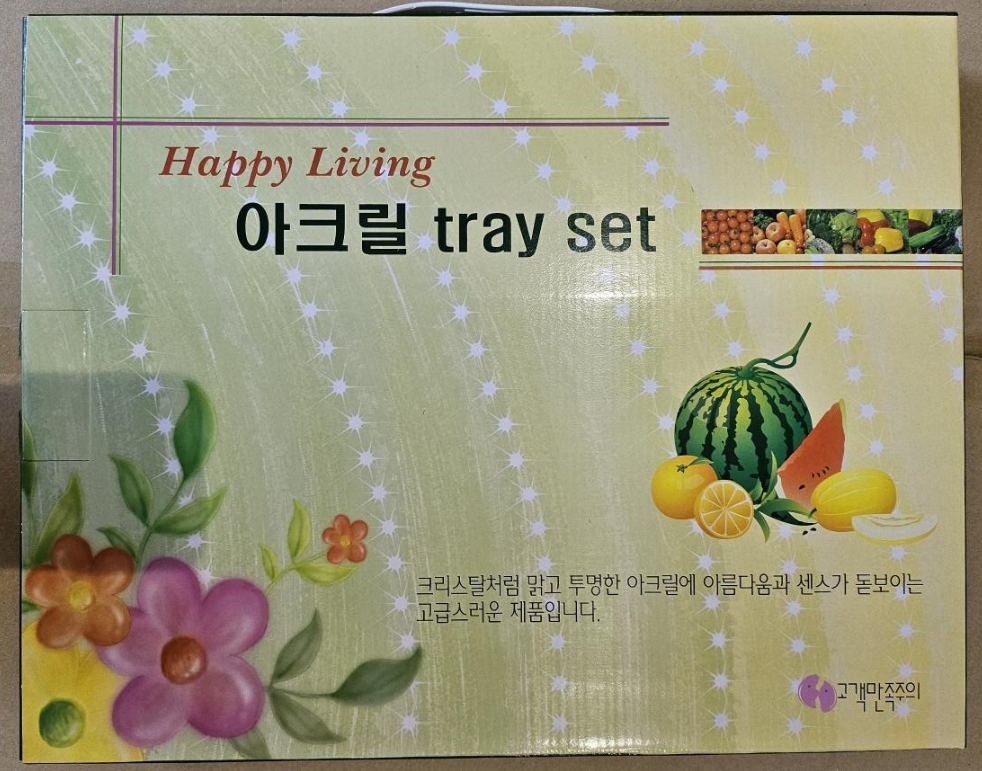 Happy Living
아크릴 tray set
크리스탈처럼 맑고 투명한 아크릴에 아름다움과 센스가 돋보이는
고급스러운 제품입니다.
고객만족주의